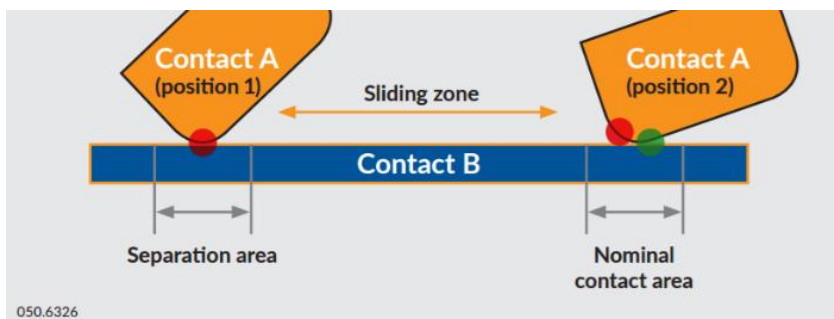 Contact A
(position 1)
Contact A
(position 2)
Sliding zone
Contact B
Separation area
Nominal
contact area
050.6326